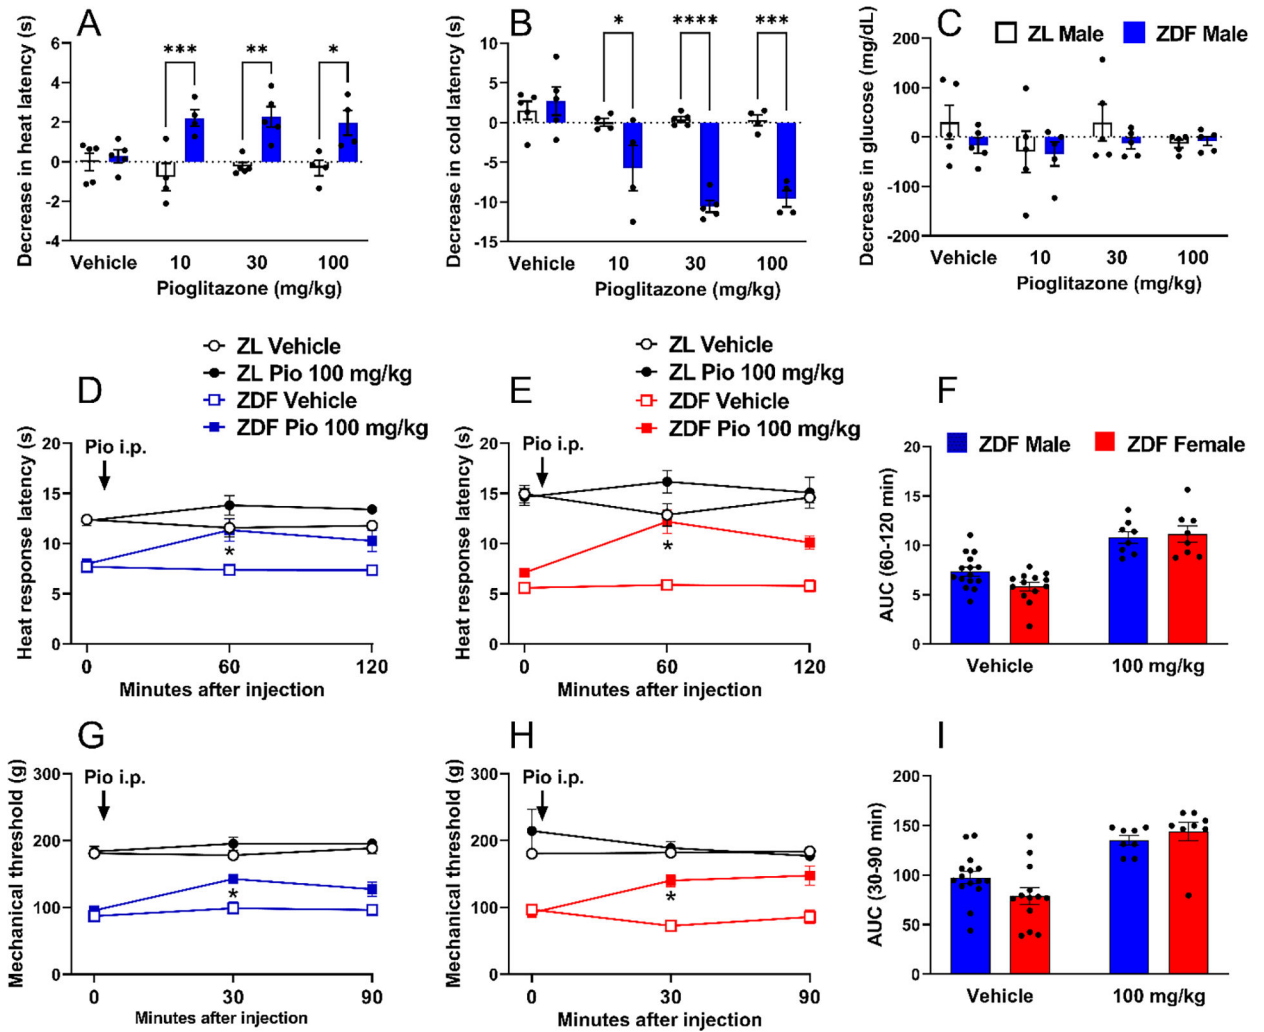 A
Decrease in heat latency (s)
6
4
2
0
-2
-4
***
**
*
Vehicle
10
30
100
Pioglitazone (mg/kg)
B
Decrease in cold latency (s)
10
5
0
-5
-10
-15
*
****
***
Vehicle
10
30
100
Pioglitazone (mg/kg)
C
ZL Male
ZDF Male
Decrease in glucose (mg/dL)
200
100
0
-100
-200
Vehicle
10
30
100
Pioglitazone (mg/kg)
D
ZL Vehicle
ZL Pio 100 mg/kg
ZDF Vehicle
ZDF Pio 100 mg/kg
Heat response latency (s)
20
15
10
5
0
Pio i.p.
*
0
60
120
Minutes after injection
E
ZL Vehicle
ZL Pio 100 mg/kg
ZDF Vehicle
ZDF Pio 100 mg/kg
Heat response latency (s)
20
15
10
5
0
Pio i.p.
*
0
60
120
Minutes after injection
F
ZDF Male
ZDF Female
AUC (60-120 min)
20
15
10
5
0
Vehicle
100 mg/kg
G
Mechanical threshold (g)
300
200
100
0
Pio i.p.
*
0
30
90
Minutes after injection
H
Mechanical threshold (g)
300
200
100
0
Pio i.p.
*
0
30
90
Minutes after injection
I
AUC (30-90 min)
200
150
100
50
0
Vehicle
100 mg/kg